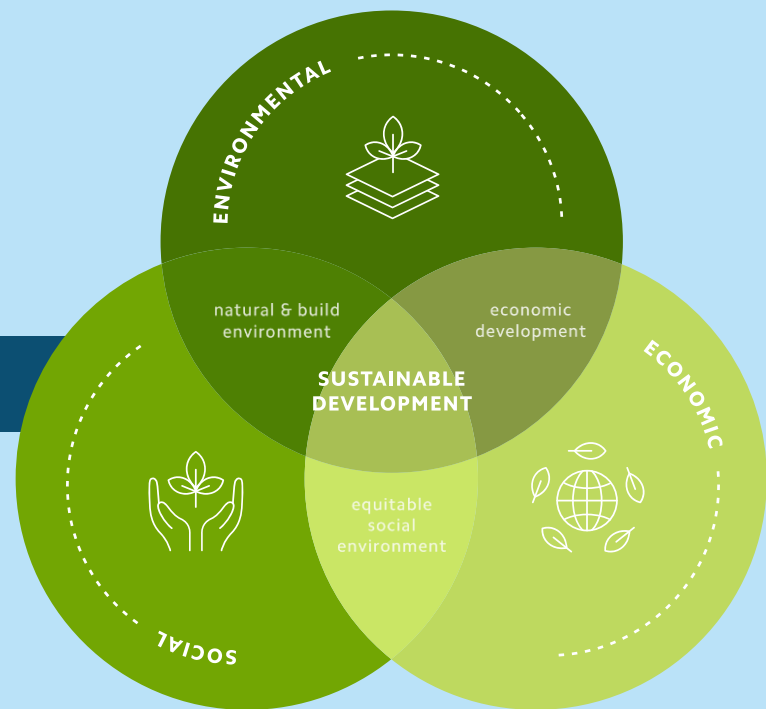 ENVIRONMENTAL
natural & build
environment
economic
development
ECONOMIC
SUSTAINABLE
DEVELOPMENT
equitable
social
environment
SOCIAL